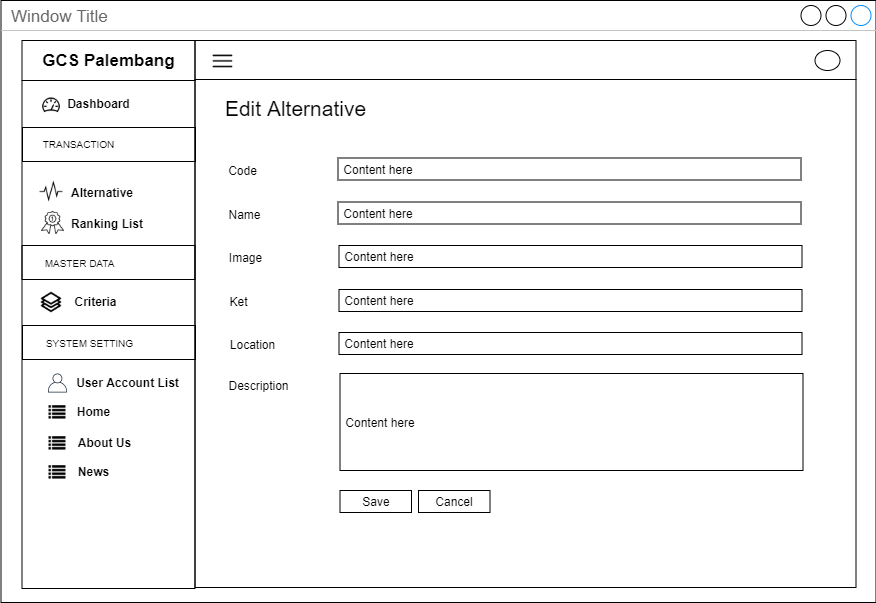 Window Title
GCS Palembang
Dashboard
TRANSACTION
Alternative
Ranking List
MASTER DATA
Criteria
SYSTEM SETTING
User Account List
Home
About Us
News
Edit Alternative
Code
Content here
Name
Content here
Image
Content here
Ket
Content here
Location
Content here
Description
Content here
Save
Cancel